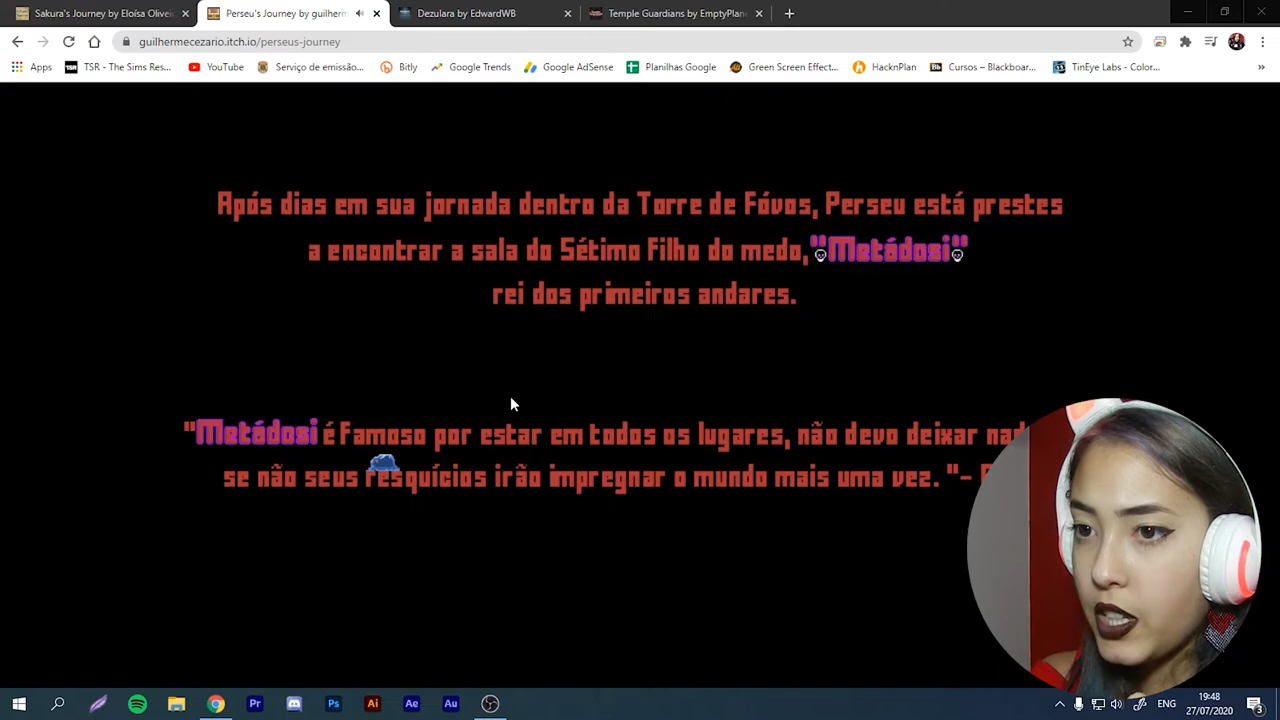 Sakura's Journey by Eloísa Oliveira
Perseu's Journey by guilherm
Dezulara by EdwardWB
Temple Guardians by EmptyPlane
guilhermecezario.itch.io/perseus-journey
Apps
TSR - The Sims Res...
YouTube
Serviço de emissão...
Bitly
Google Trends
Google AdSense
Planilhas Google
Green Screen Effect...
HacknPlan
Cursos – Blackboar...
TinEye Labs - Color...
Após dias em sua jornada dentro da Torre de Fóvos, Perseu está prestes
a encontrar a sala do Sétimo Filho do medo, "Metádosi"
rei dos primeiros andares.
"Metádosi é famoso por estar em todos os lugares, não devo deixar
se não seus resquícios irão impregnar o mundo mais uma vez. "-
ENG
19:48
27/07/2020